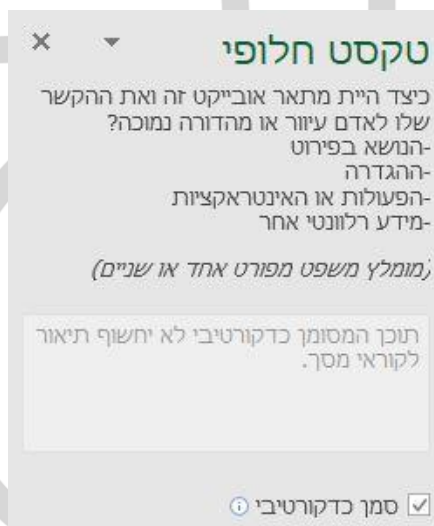 טקסט חלופי
כיצד היית מתאר אובייקט זה ואת ההקשר
שלו לאדם עיוור או מהדורה נמוכה?
-הנושא בפירוט
-ההגדרה
-הפעולות או האינטראקציות
-מידע רלוונטי אחר
(מומלץ משפט מפורט אחד או שניים)
תוכן המסומן כדקורטיבי לא יחשוף תיאור
לקוראי מסך.
סמן כדקורטיבי